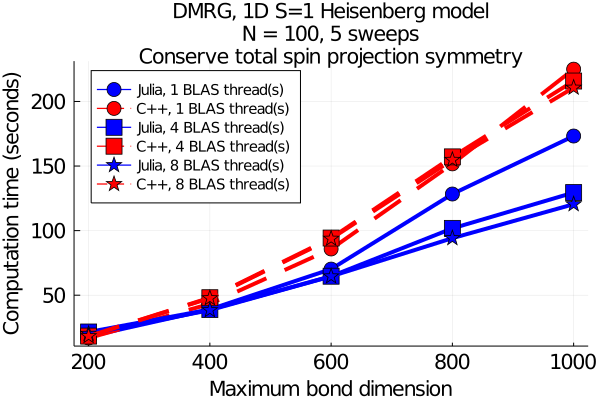 DMRG, 1D S=1 Heisenberg model
N = 100, 5 sweeps
Conserve total spin projection symmetry
Julia, 1 BLAS thread(s)
C++, 1 BLAS thread(s)
Julia, 4 BLAS thread(s)
C++, 4 BLAS thread(s)
Julia, 8 BLAS thread(s)
C++, 8 BLAS thread(s)
Computation time (seconds)
200
150
100
50
200 400 600 800 1000
Maximum bond dimension